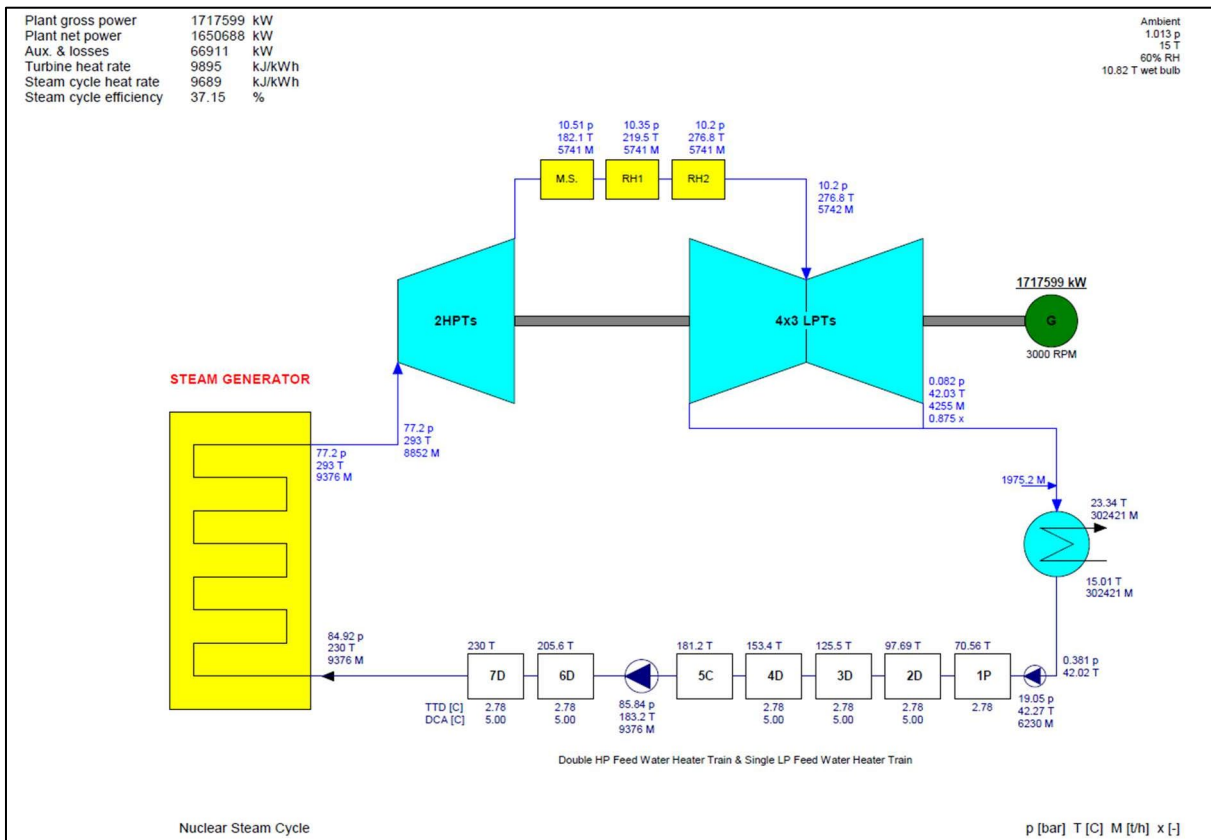 Plant gross power 1717599 kW
Plant net power 1650688 kW
Aux. & losses 66911 kW
Turbine heat rate 9895 kJ/kWh
Steam cycle heat rate 9689 kJ/kWh
Steam cycle efficiency 37.15 %
Ambient
1.013 p
15 T
60% RH
10.82 T wet bulb
10.51 p
182.1 T
5741 M
10.35 p
219.5 T
5741 M
10.2 p
276.8 T
5741 M
M.S.
RH1
RH2
10.2 p
276.8 T
5742 M
2HPTs
4x3 LPTs
1717599 kW
G
3000 RPM
STEAM GENERATOR
77.2 p
293 T
9376 M
77.2 p
293 T
8852 M
0.082 p
42.03 T
4255 M
0.875 x
1975.2 M
23.34 T
302421 M
15.01 T
302421 M
84.92 p
230 T
9376 M
230 T
205.6 T
181.2 T
153.4 T
125.5 T
97.69 T
70.56 T
0.381 p
42.02 T
7D
6D
5C
4D
3D
2D
1P
TTD [C] 2.78 2.78 2.78 2.78 2.78 2.78
DCA [C] 5.00 5.00 5.00 5.00 5.00
85.84 p
183.2 T
9376 M
19.05 p
42.27 T
6230 M
Double HP Feed Water Heater Train & Single LP Feed Water Heater Train
Nuclear Steam Cycle
p [bar] T [C] M [t/h] x [-]